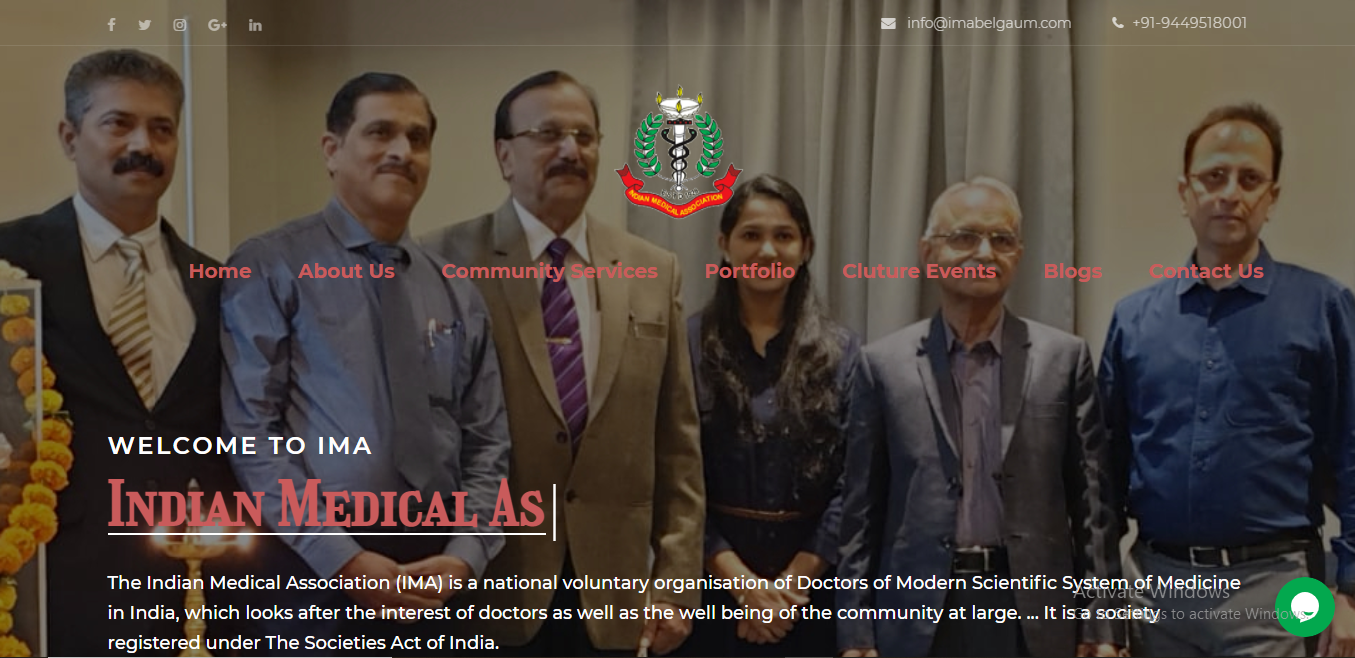 info@imabelgaum.com
+91-9449518001
INDIAN MEDICAL ASSOCIATION
Home
About Us
Community Services
Portfolio
Cluture Events
Blogs
Contact Us
WELCOME TO IMA
INDIAN MEDICAL AS
The Indian Medical Association (IMA) is a national voluntary organisation of Doctors of Modern Scientific System of Medicine
in India, which looks after the interest of doctors as well as the well being of the community at large. ... It is a society
registered under The Societies Act of India.
Activate Windows
to activate Windows.